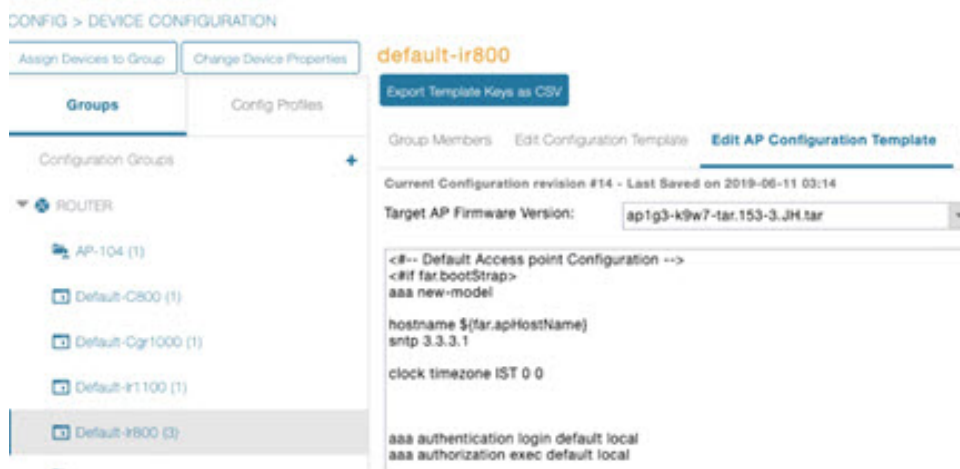 CONFIG > DEVICE CONFIGURATION
Assign Devices to Group
Change Device Properties
default-ir800
Export Template Keys as CSV
Groups
Config Profiles
Group Members
Edit Configuration Template
Edit AP Configuration Template
Configuration Groups
+
Current Configuration revision #14 - Last Saved on 2019-06-11 03:14
Target AP Firmware Version:
ap1g3-k9w7-tar.153-3.JH.tar
ROUTER
AP-104 (1)
Default-C800 (1)
Default-Cgr1000 (1)
Default-Ir1100 (1)
Default-Ir800 (3)
<#-- Default Access point Configuration -->
<#if far.bootStrap>
aaa new-model
hostname ${far.apHostName}
sntp 3.3.3.1
clock timezone IST 0 0
aaa authentication login default local
aaa authorization exec default local